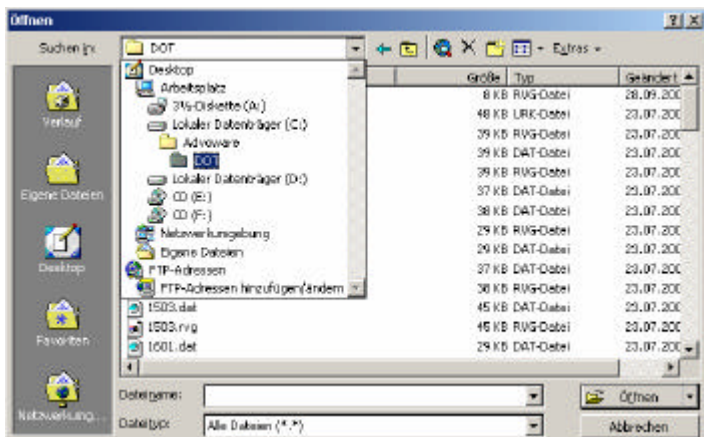 Öffnen
Suchen in: DOT Extras
Desktop
Arbeitsplatz
3½-Diskette (A:)
Lokaler Datenträger (C:)
Advoware
DOT
Lokaler Datenträger (D:)
CD (E:)
CD (F:)
Netzwerkumgebung
Eigene Dateien
FTP-Adressen
FTP-Adressen hinzufügen/ändern
1503.dat
1503.rvg
1601.dat
Größe Typ Geändert
8 KB RVG-Datei 28.09.200
48 KB URK-Datei 23.07.200
39 KB RVG-Datei 23.07.200
39 KB DAT-Datei 23.07.200
39 KB RVG-Datei 23.07.200
37 KB DAT-Datei 23.07.200
38 KB DAT-Datei 23.07.200
29 KB RVG-Datei 23.07.200
29 KB DAT-Datei 23.07.200
37 KB DAT-Datei 23.07.200
38 KB RVG-Datei 23.07.200
45 KB DAT-Datei 23.07.200
45 KB RVG-Datei 23.07.200
29 KB DAT-Datei 23.07.200
Verlauf
Eigene Dateien
Desktop
Favoriten
Netzwerkumg...
Dateiname: Öffnen
Dateityp: Alle Dateien (*.*) Abbrechen